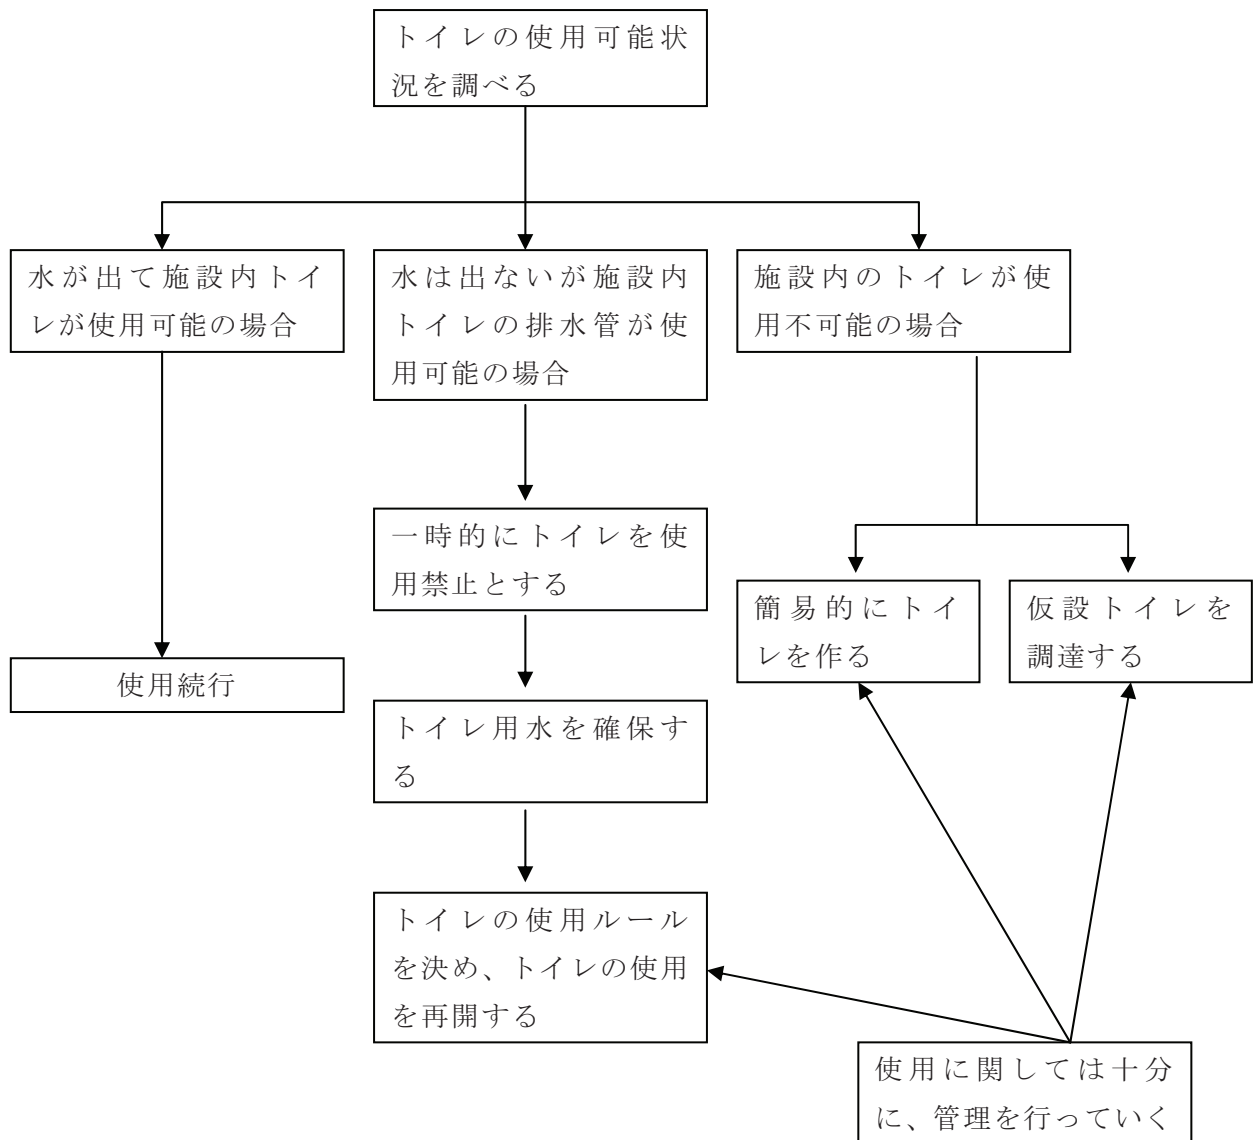 トイレの使用可能状
況を調べる
水が出て施設内トイ
レが使用可能の場合
水は出ないが施設内
トイレの排水管が使
用可能の場合
施設内のトイレが使
用不可能の場合
一時的にトイレを使
用禁止とする
簡易的にトイ
レを作る
仮設トイレを
調達する
使用続行
トイレ用水を確保す
る
トイレの使用ルール
を決め、トイレの使用
を再開する
使用に関しては十分
に、管理を行っていく